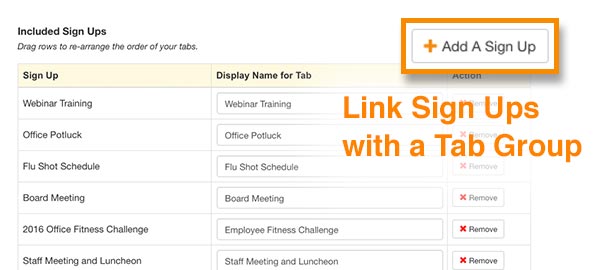 Included Sign Ups
Drag rows to re-arrange the order of your tabs.
+ Add A Sign Up
Sign Up Display Name for Tab Action
Webinar Training Webinar Training Remove
Link Sign Ups
Office Potluck Office Potluck Remove
with a Tab Group
Flu Shot Schedule Flu Shot Schedule Remove
Board Meeting Board Meeting Remove
2016 Office Fitness Challenge Employee Fitness Challenge Remove
Staff Meeting and Luncheon Staff Meeting and Luncheon Remove